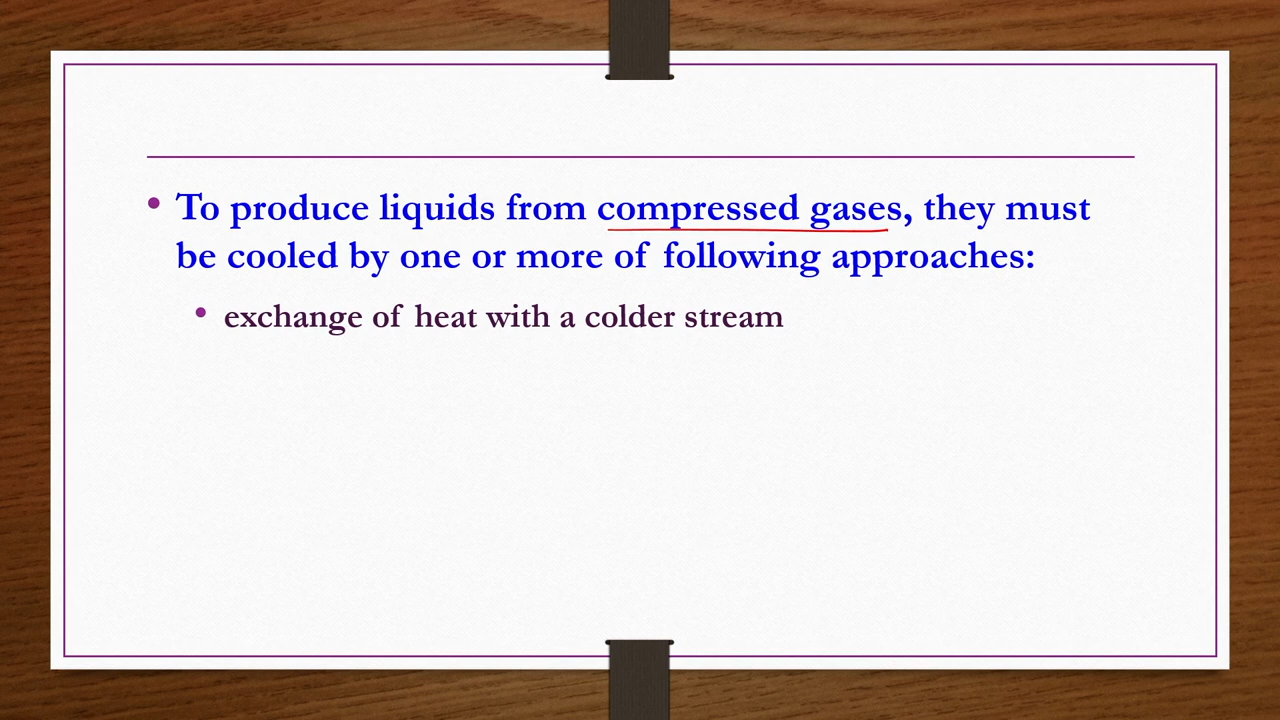 • To produce liquids from compressed gases, they must
be cooled by one or more of following approaches:
• exchange of heat with a colder stream